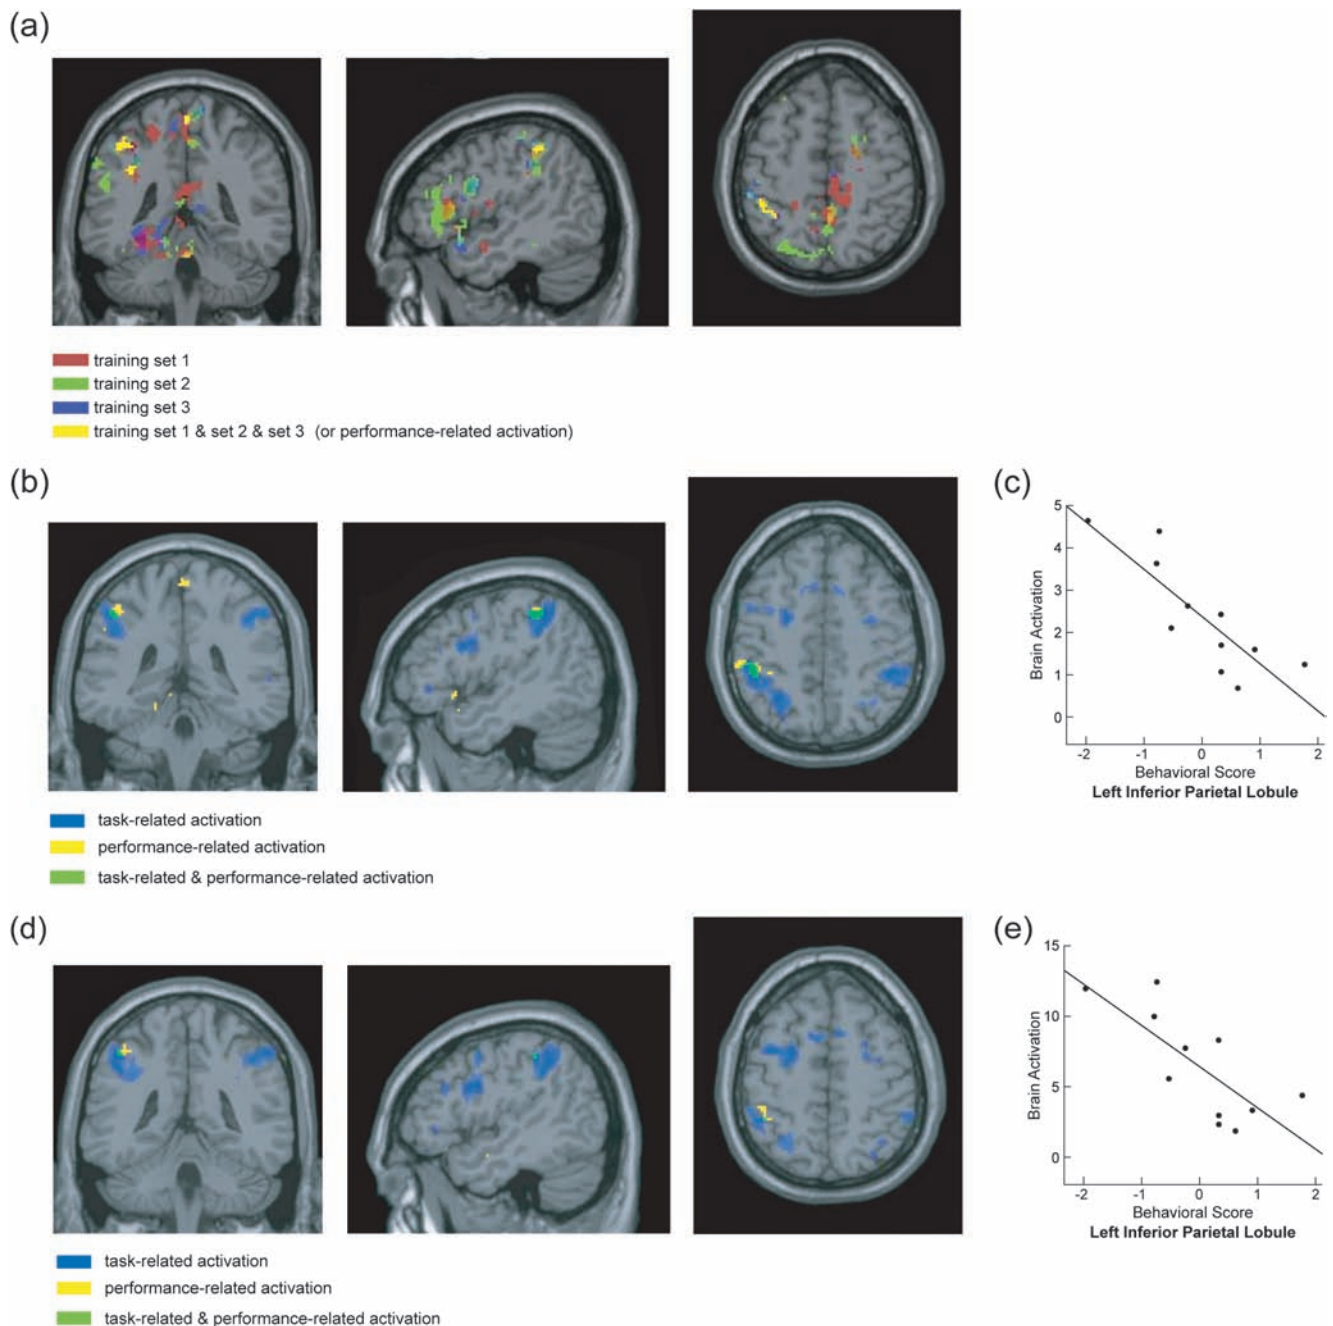 (a)
training set 1
training set 2
training set 3
training set 1 & set 2 & set 3 (or performance-related activation)
(b)
task-related activation
performance-related activation
task-related & performance-related activation
(c)
5
4
3
2
1
0
Brain Activation
-2 -1 0 1 2
Behavioral Score
Left Inferior Parietal Lobule
(d)
task-related activation
performance-related activation
task-related & performance-related activation
(e)
15
10
5
0
Brain Activation
-2 -1 0 1 2
Behavioral Score
Left Inferior Parietal Lobule